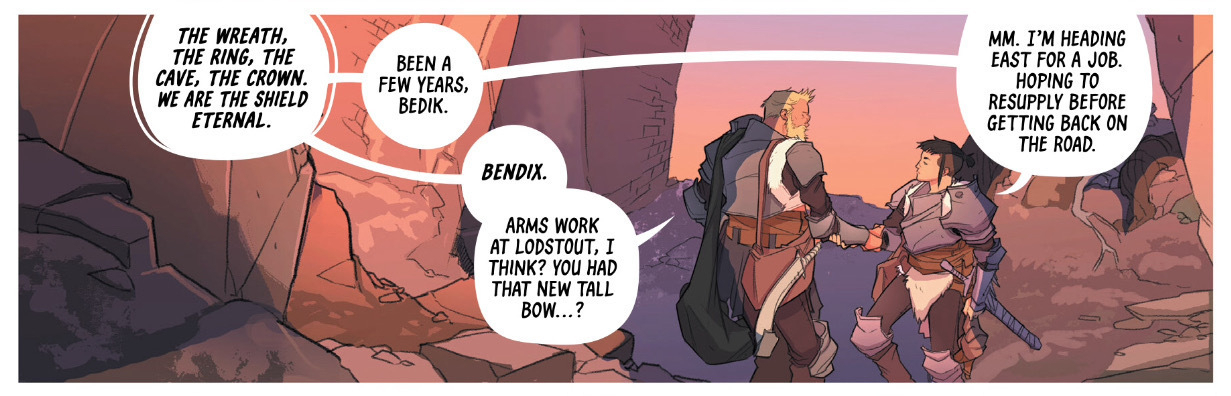 THE WREATH,
THE RING, THE
CAVE, THE CROWN.
WE ARE THE SHIELD
ETERNAL.
BEEN A
FEW YEARS,
BEDIK.
BENDIX.
ARMS WORK
AT LODSTOUT, I
THINK? YOU HAD
THAT NEW TALL
BOW...?
MM. I'M HEADING
EAST FOR A JOB.
HOPING TO
RESUPPLY BEFORE
GETTING BACK ON
THE ROAD.